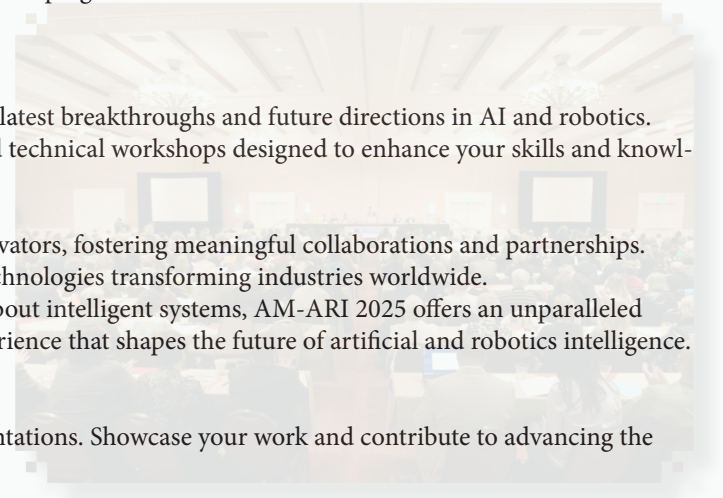 latest breakthroughs and future directions in AI and robotics.
technical workshops designed to enhance your skills and knowl-
vators, fostering meaningful collaborations and partnerships.
chnologies transforming industries worldwide.
bout intelligent systems, AM-ARI 2025 offers an unparalleled
rience that shapes the future of artificial and robotics intelligence.
ntations. Showcase your work and contribute to advancing the